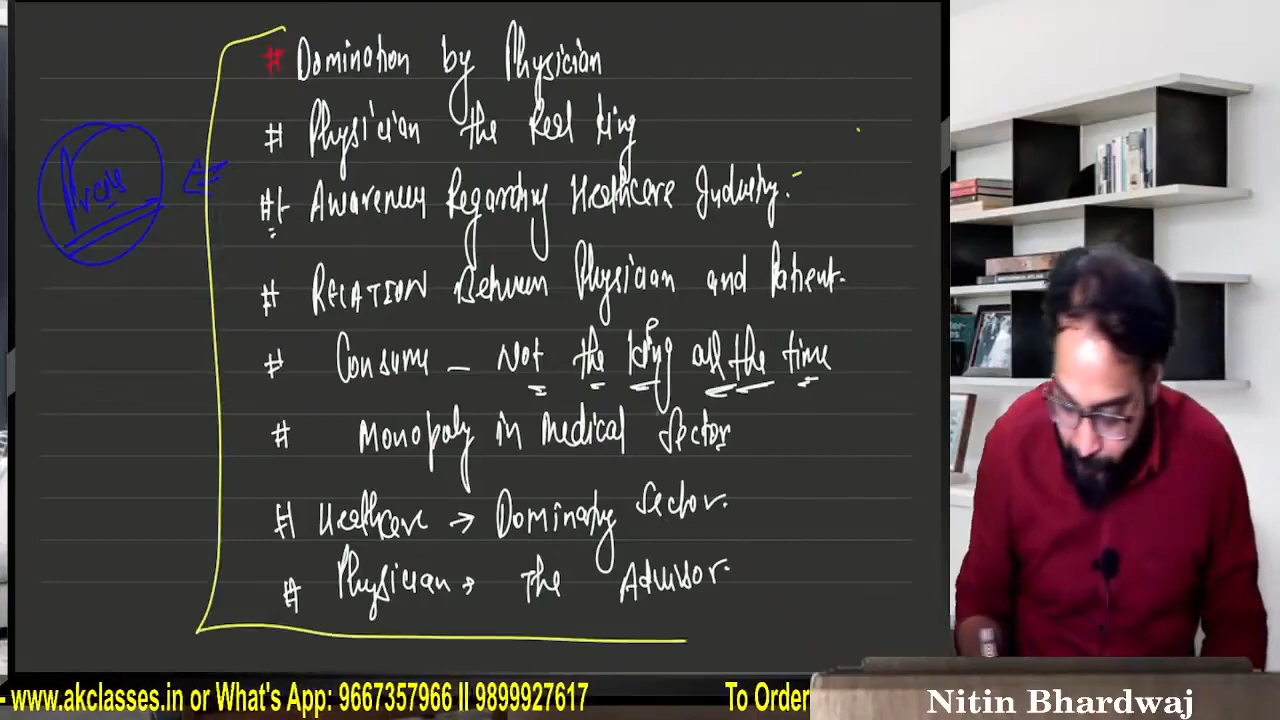 # Domination by Physician
# Physician the Real king
# Awareness Regarding Healthcare Industry.
# RELATION Between Physician and Patient.
# Consume - Not the king all the time
# Monopoly in Medical Sector
# Healthcare → Dominating Sector.
# Physician → The Advisor.
- www.akclasses.in or What's App: 9667357966 II 9899927617
To Order
Nitin Bhardwaj